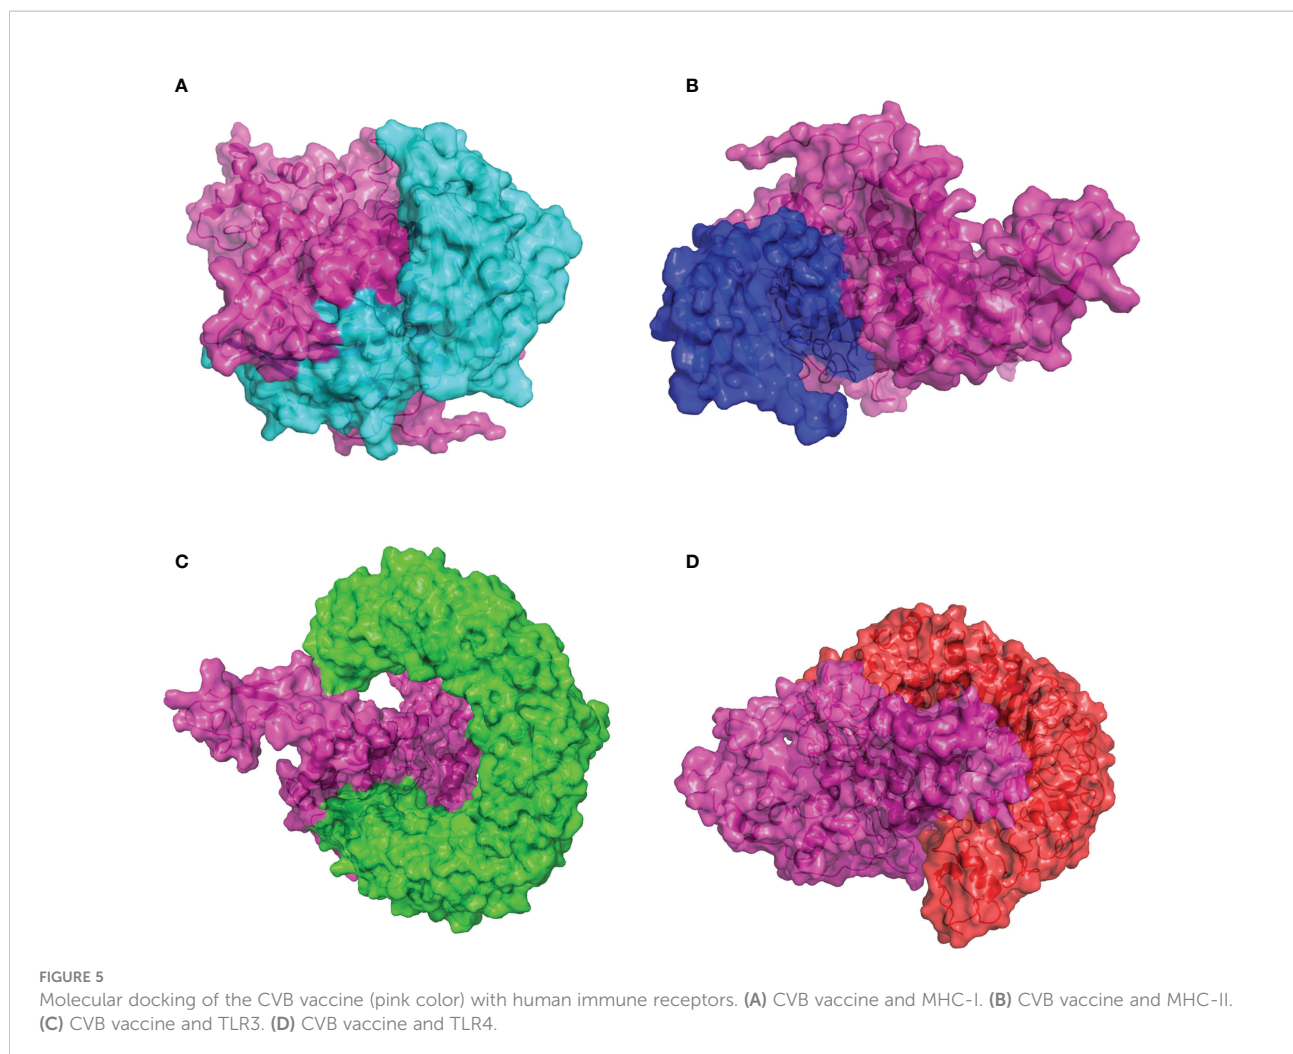 A
B
C
D
FIGURE 5
Molecular docking of the CVB vaccine (pink color) with human immune receptors. (A) CVB vaccine and MHC-I. (B) CVB vaccine and MHC-II.
(C) CVB vaccine and TLR3. (D) CVB vaccine and TLR4.